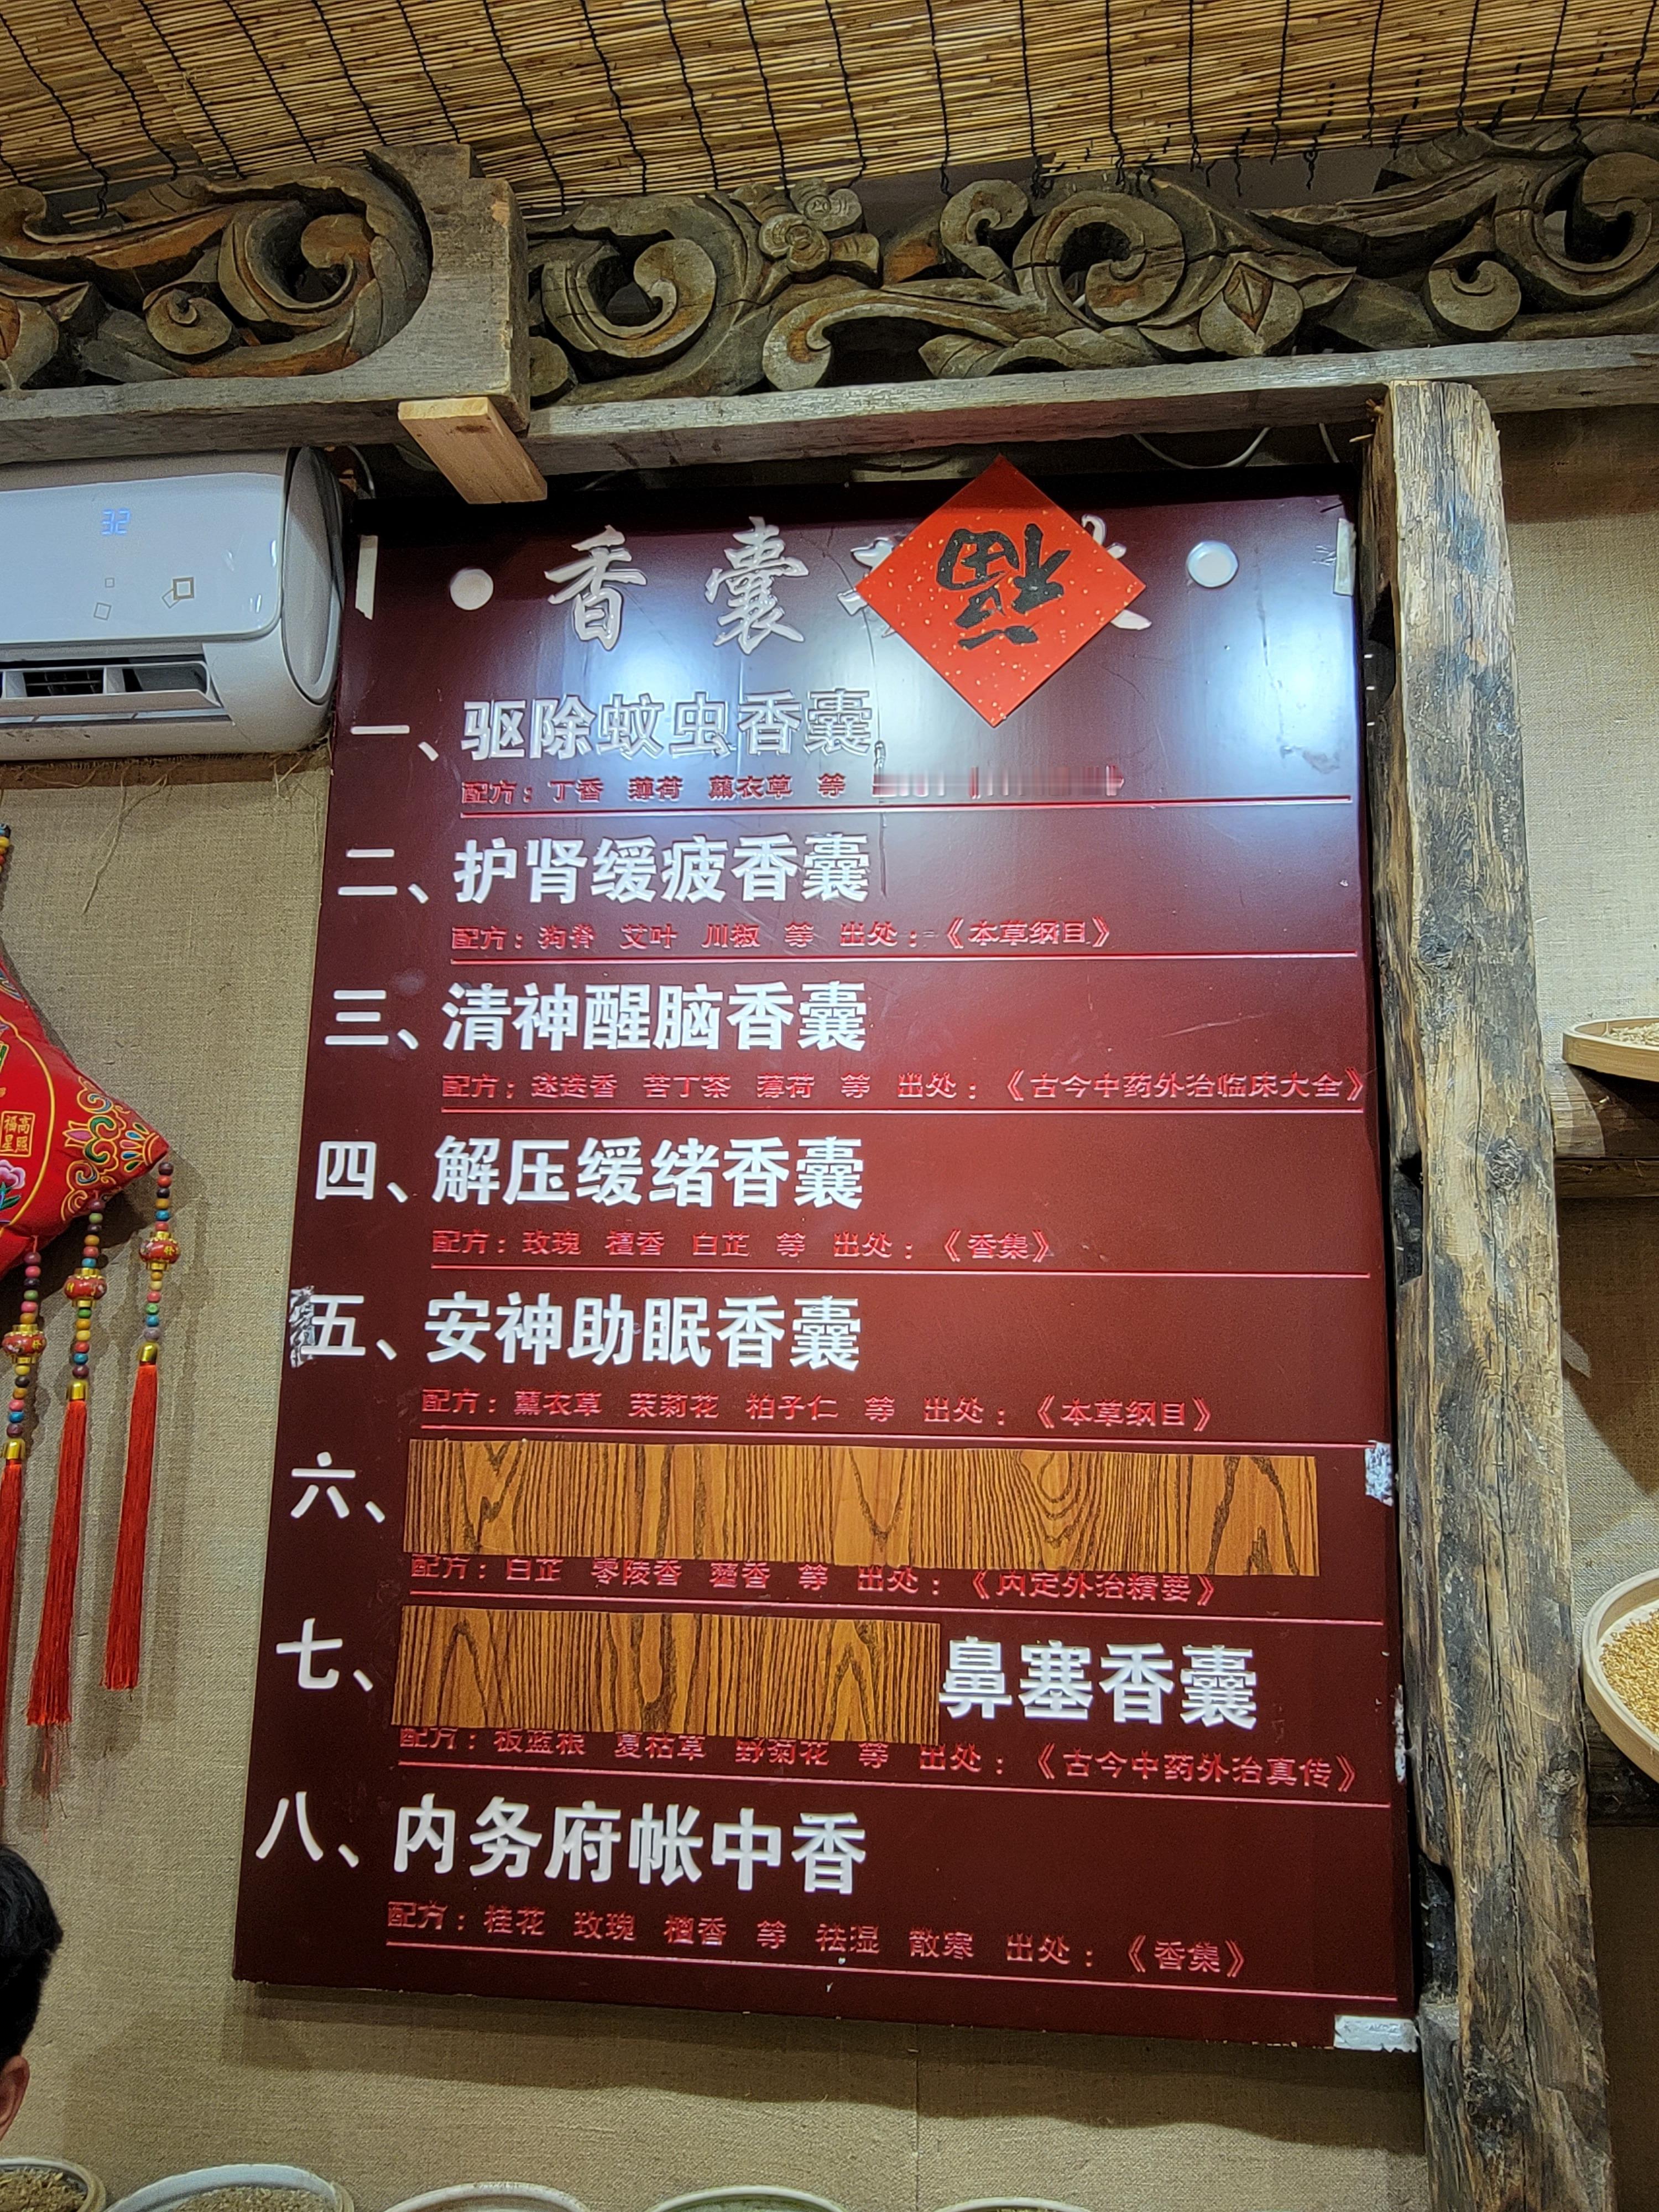 32
香囊
福
一、驱除蚊虫香囊
配方：丁香 薄荷 薰衣草 等
二、护肾缓疲香囊
配方：狗脊 艾叶 川椒 等 出处：《本草纲目》
三、清神醒脑香囊
配方；迷迭香 苦丁茶 薄荷 等 出处：《古今中药外治临床大全》
四、解压缓绪香囊
配方：玫瑰 檀香 白芷 等 出处：《香集》
五、安神助眠香囊
配方：薰衣草 茉莉花 柏子仁 等 出处：《本草纲目》
六、
配方：白芷 零陵香 藿香 等 出处：《内定外治精要》
七、鼻塞香囊
配方：板蓝根 夏枯草 野菊花 等 出处：《古今中药外治真传》
八、内务府帐中香
配方：桂花 玫瑰 檀香 等 祛湿 散寒 出处：《香集》
高照
福星